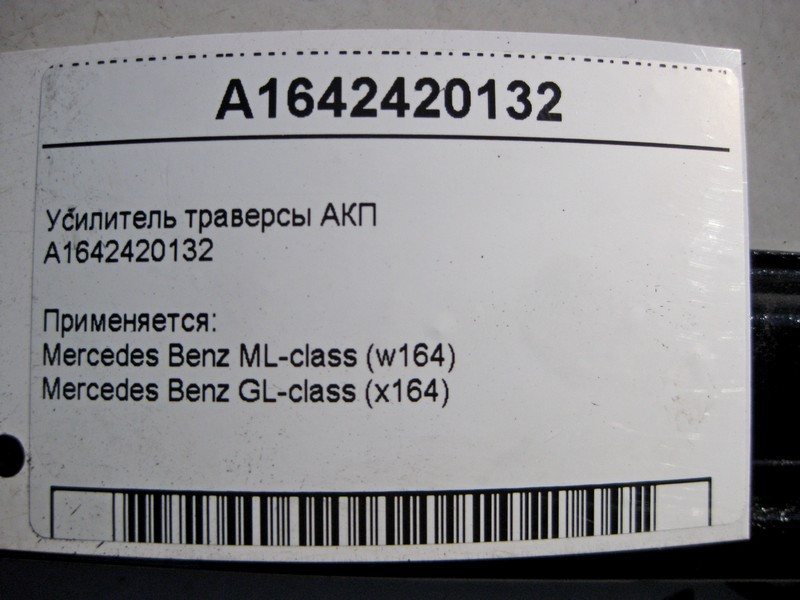 A1642420132
Усилитель траверсы АКП
A1642420132
Применяется:
Mercedes Benz ML-class (w164)
Mercedes Benz GL-class (x164)